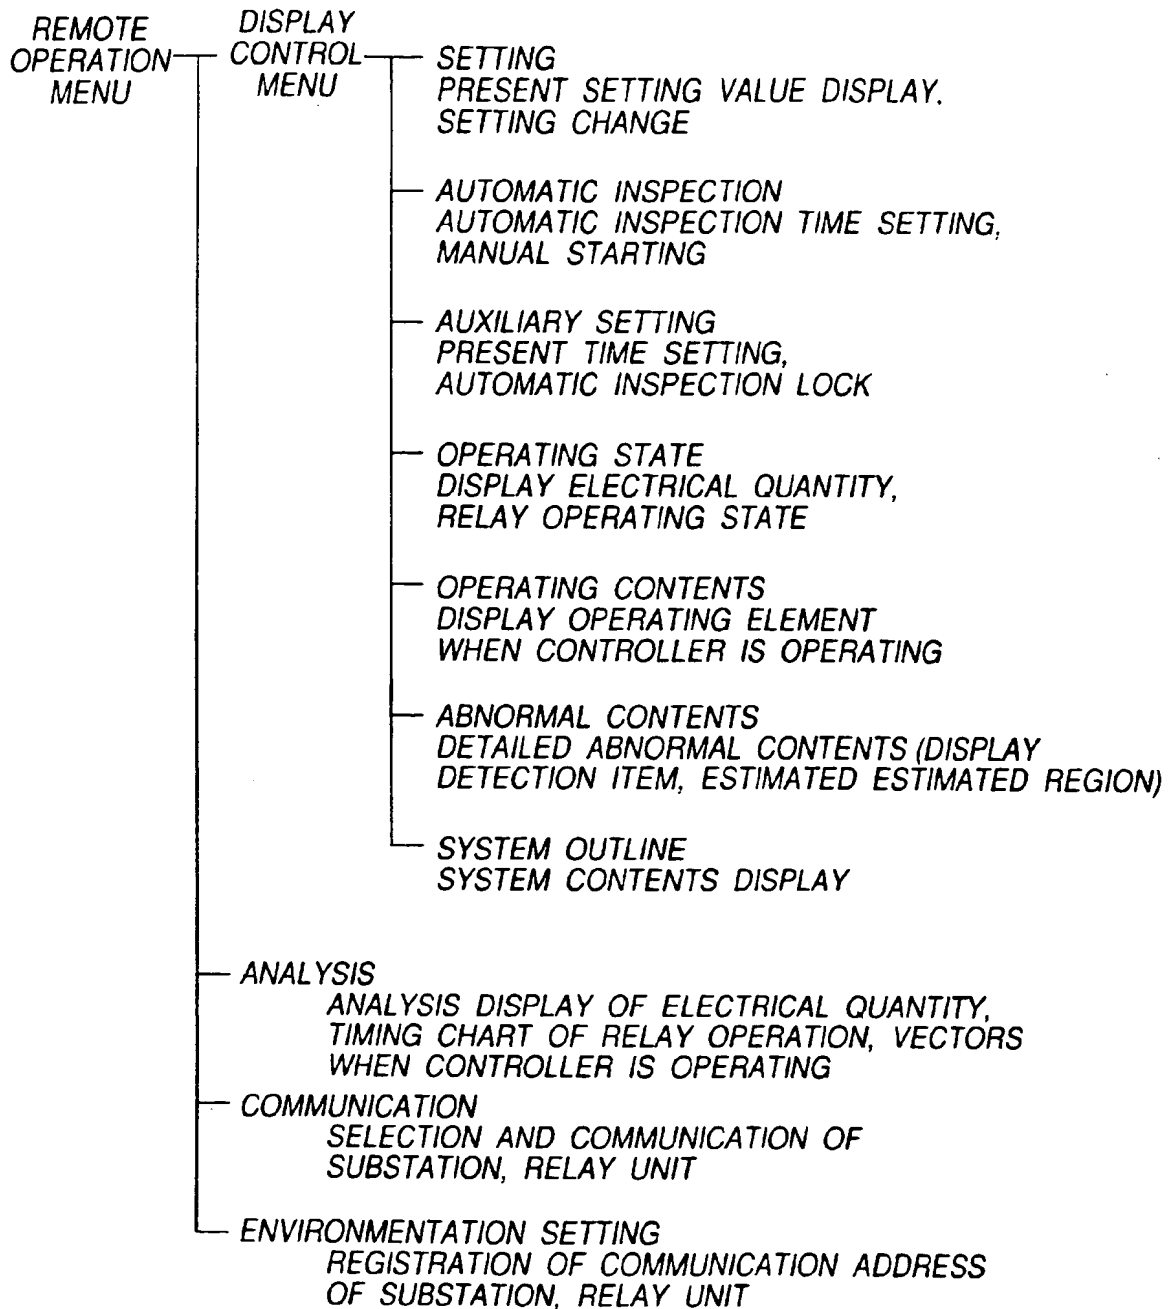 REMOTE
OPERATION
MENU
DISPLAY
CONTROL
MENU
SETTING
PRESENT SETTING VALUE DISPLAY.
SETTING CHANGE
AUTOMATIC INSPECTION
AUTOMATIC INSPECTION TIME SETTING,
MANUAL STARTING
AUXILIARY SETTING
PRESENT TIME SETTING,
AUTOMATIC INSPECTION LOCK
OPERATING STATE
DISPLAY ELECTRICAL QUANTITY,
RELAY OPERATING STATE
OPERATING CONTENTS
DISPLAY OPERATING ELEMENT
WHEN CONTROLLER IS OPERATING
ABNORMAL CONTENTS
DETAILED ABNORMAL CONTENTS (DISPLAY
DETECTION ITEM, ESTIMATED ESTIMATED REGION)
SYSTEM OUTLINE
SYSTEM CONTENTS DISPLAY
ANALYSIS
ANALYSIS DISPLAY OF ELECTRICAL QUANTITY,
TIMING CHART OF RELAY OPERATION, VECTORS
WHEN CONTROLLER IS OPERATING
COMMUNICATION
SELECTION AND COMMUNICATION OF
SUBSTATION, RELAY UNIT
ENVIRONMENTATION SETTING
REGISTRATION OF COMMUNICATION ADDRESS
OF SUBSTATION, RELAY UNIT